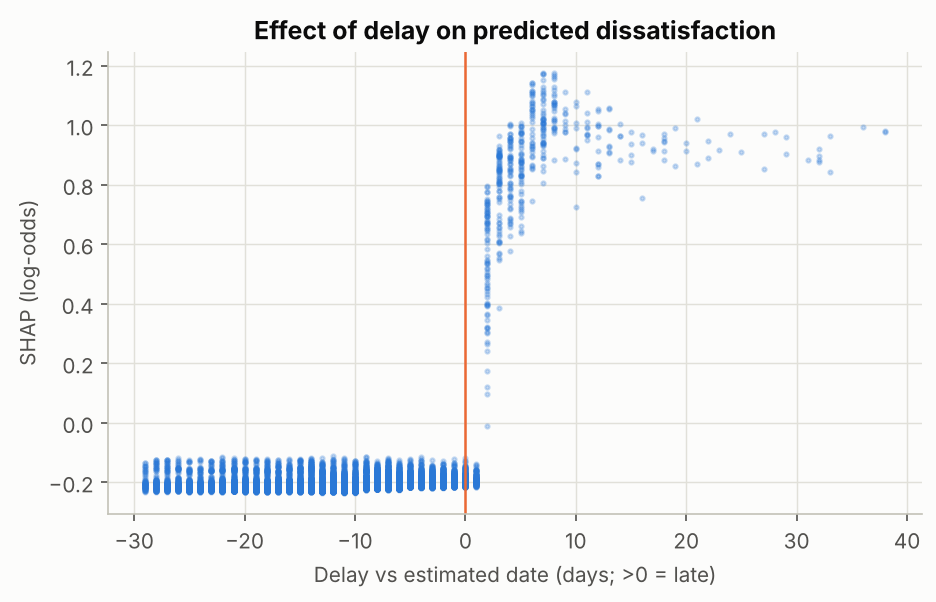 Effect of delay on predicted dissatisfaction
1.2
1.0
0.8
0.6
0.4
0.2
0.0
−0.2
SHAP (log-odds)
−30 −20 −10 0 10 20 30 40
Delay vs estimated date (days; >0 = late)